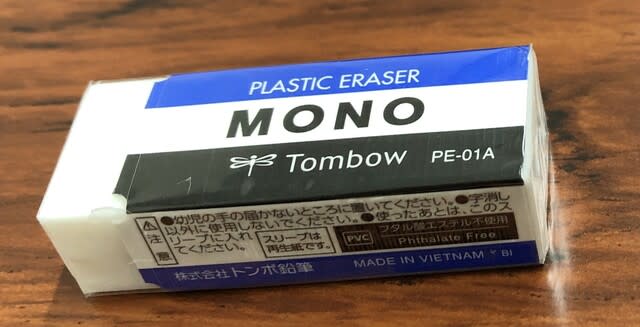 PLASTIC ERASER
MONO
Tombow PE-01A
注意
●幼児の手の届かないところに置いてください。●字消し
以外に使用しないでください。●使ったあとは、このス
リーブに入れ
てください。
スリーブは
再生紙です。
PVC
フタル酸エステル不使用
Phthalate Free
株式会社トンボ鉛筆
MADE IN VIETNAM
BI